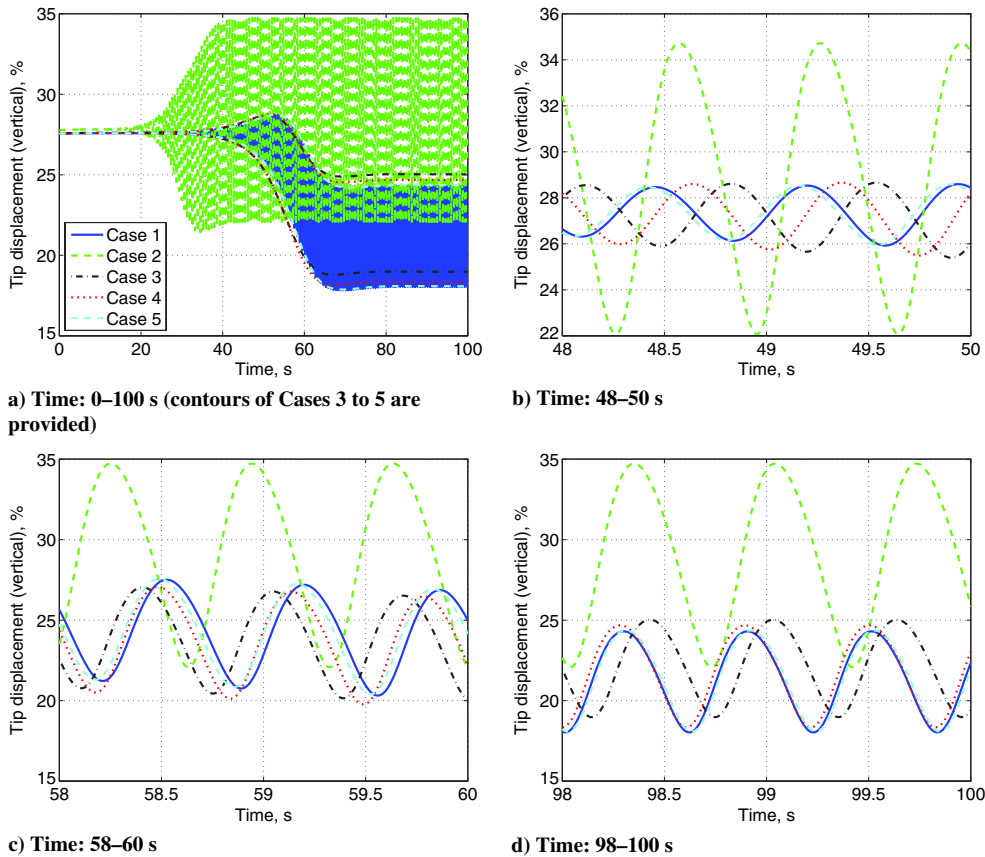 35
30
25
20
15
Tip displacement (vertical), %
Case 1
Case 2
Case 3
Case 4
Case 5
0
20
40
60
80
100
Time, s
a) Time: 0–100 s (contours of Cases 3 to 5 are
provided)
36
34
32
30
28
26
24
22
Tip displacement (vertical), %
48
48.5
49
49.5
50
Time, s
b) Time: 48–50 s
35
30
25
20
15
Tip displacement (vertical), %
58
58.5
59
59.5
60
Time, s
c) Time: 58–60 s
35
30
25
20
15
Tip displacement (vertical), %
98
98.5
99
99.5
100
Time, s
d) Time: 98–100 s